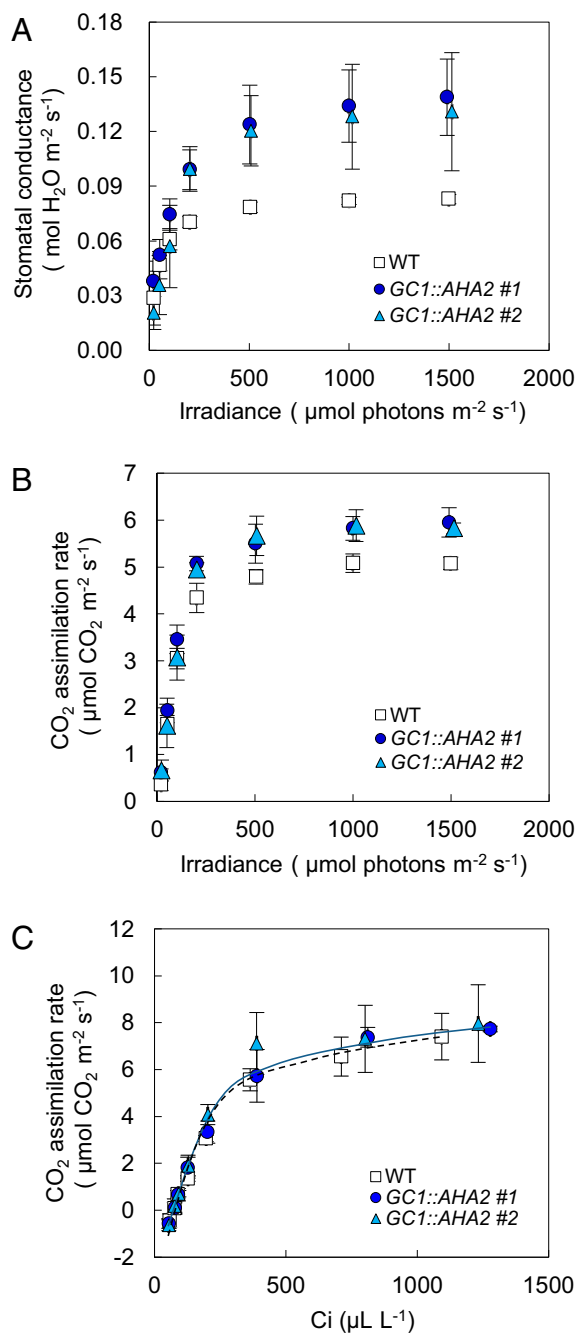 A
0.18
0.15
0.12
0.09
0.06
0.03
0.00
Stomatal conductance
( mol H₂O m⁻² s⁻¹)
WT
GC1::AHA2 #1
GC1::AHA2 #2
0 500 1000 1500 2000
Irradiance ( µmol photons m⁻² s⁻¹)
B
7
6
5
4
3
2
1
0
CO₂ assimilation rate
( µmol CO₂ m⁻² s⁻¹)
WT
GC1::AHA2 #1
GC1::AHA2 #2
0 500 1000 1500 2000
Irradiance ( µmol photons m⁻² s⁻¹)
C
12
10
8
6
4
2
0
-2
CO₂ assimilation rate
( µmol CO₂ m⁻² s⁻¹)
WT
GC1::AHA2 #1
GC1::AHA2 #2
0 500 1000 1500
Ci (µL L⁻¹)